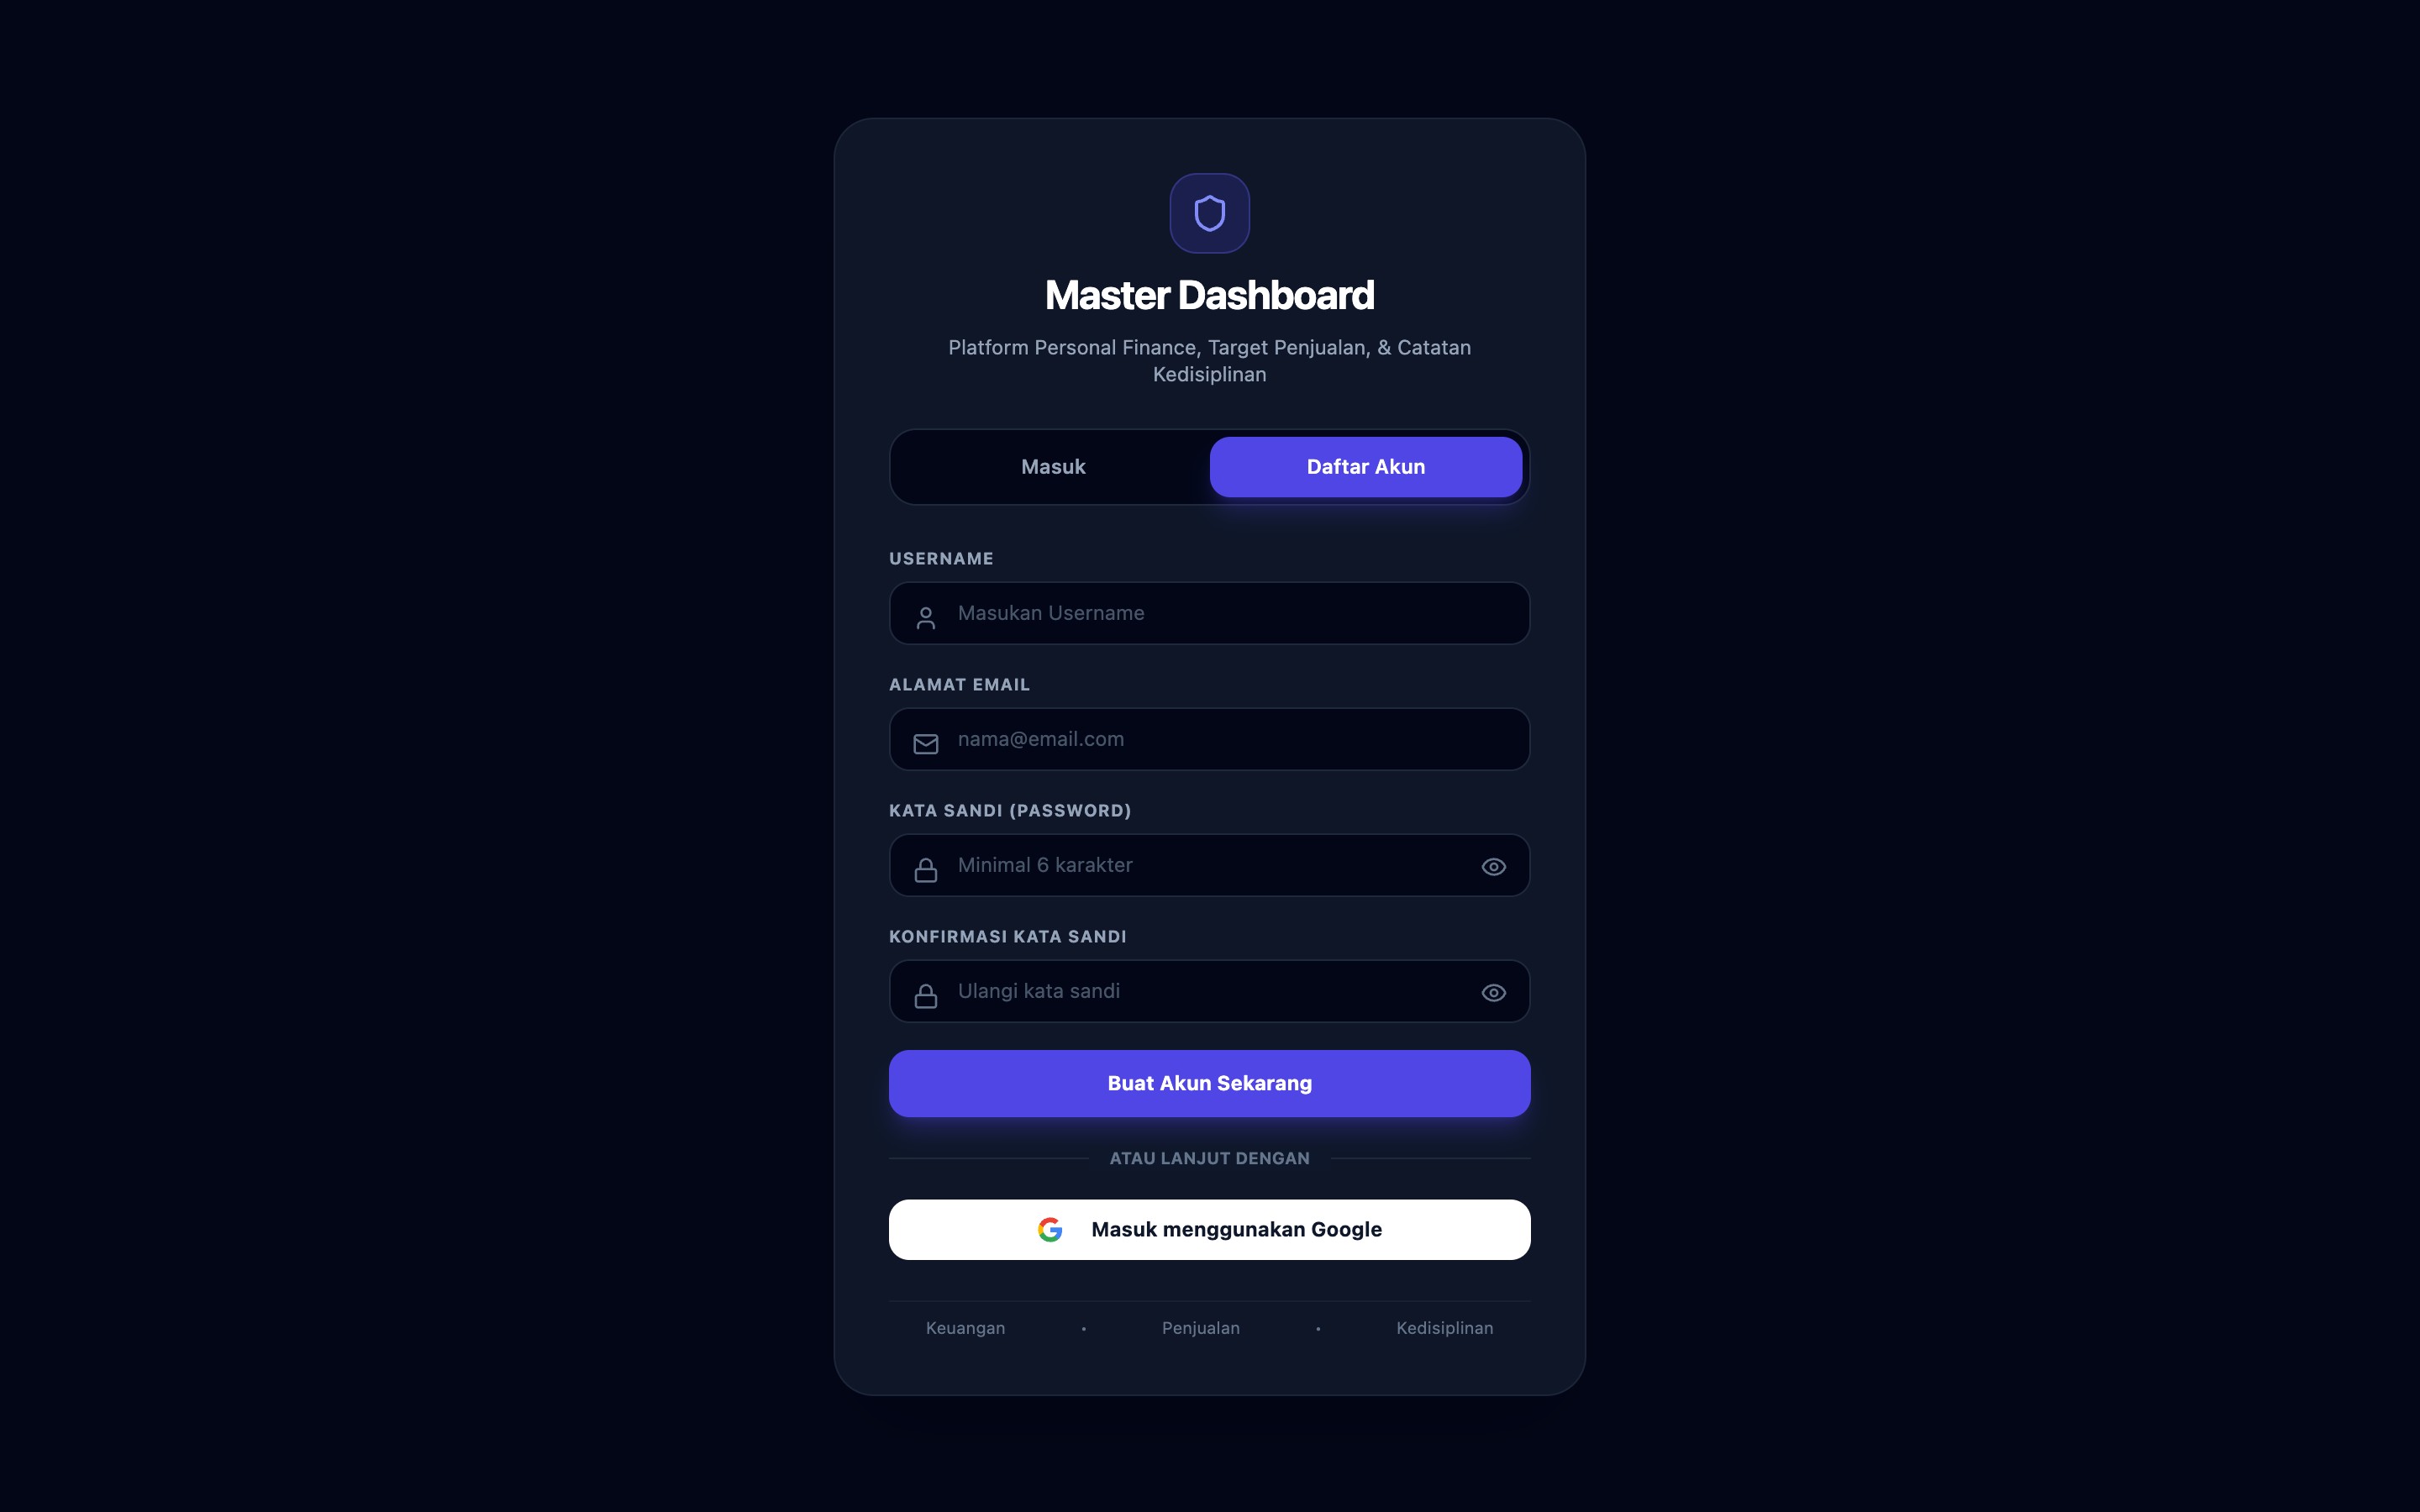 Master Dashboard
Platform Personal Finance, Target Penjualan, & Catatan
Kedisiplinan
Masuk
Daftar Akun
USERNAME
Masukan Username
ALAMAT EMAIL
nama@email.com
KATA SANDI (PASSWORD)
Minimal 6 karakter
KONFIRMASI KATA SANDI
Ulangi kata sandi
Buat Akun Sekarang
ATAU LANJUT DENGAN
Masuk menggunakan Google
Keuangan • Penjualan • Kedisiplinan